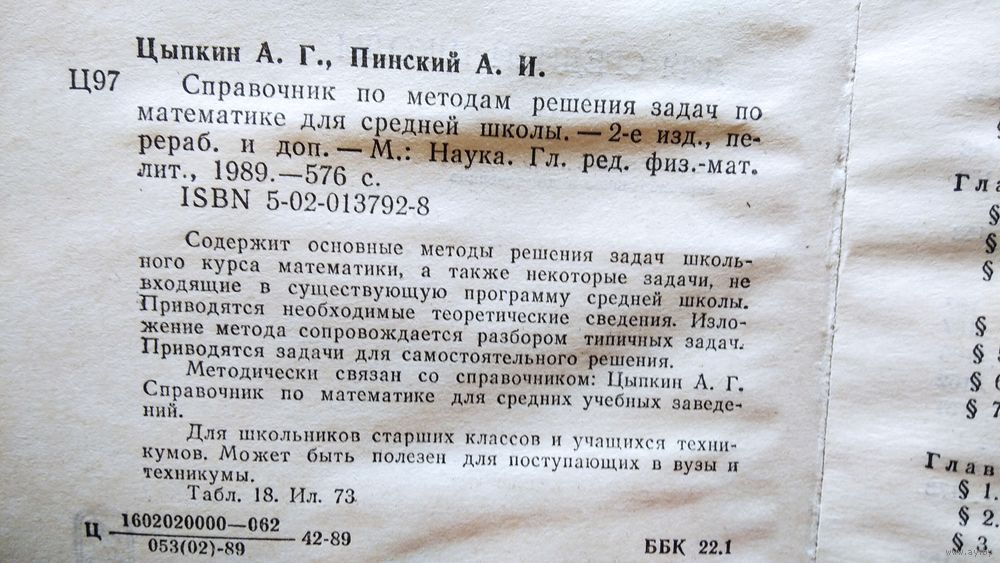 Цыпкин А. Г., Пинский А. И.
Ц97
Справочник по методам решения задач по
математике для средней школы. — 2-е изд., пе-
рераб. и доп. — М.: Наука. Гл. ред. физ.-мат.
лит., 1989.—576 с.
ISBN 5-02-013792-8
Содержит основные методы решения задач школь-
ного курса математики, а также некоторые задачи, не
входящие в существующую программу средней школы.
Приводятся необходимые теоретические сведения. Изло-
жение метода сопровождается разбором типичных задач.
Приводятся задачи для самостоятельного решения.
Методически связан со справочником: Цыпкин А. Г.
Справочник по математике для средних учебных заведе-
ний.
Для школьников старших классов и учащихся техни-
кумов. Может быть полезен для поступающих в вузы и
техникумы.
Табл. 18. Ил. 73
Ц 1602020000—062
053(02)-89
42-89
ББК 22.1
Гла
§
§
§
§
§
§ 6
§ 7
Глав
§ 1.
§ 2.
§ 3
www.ay.by